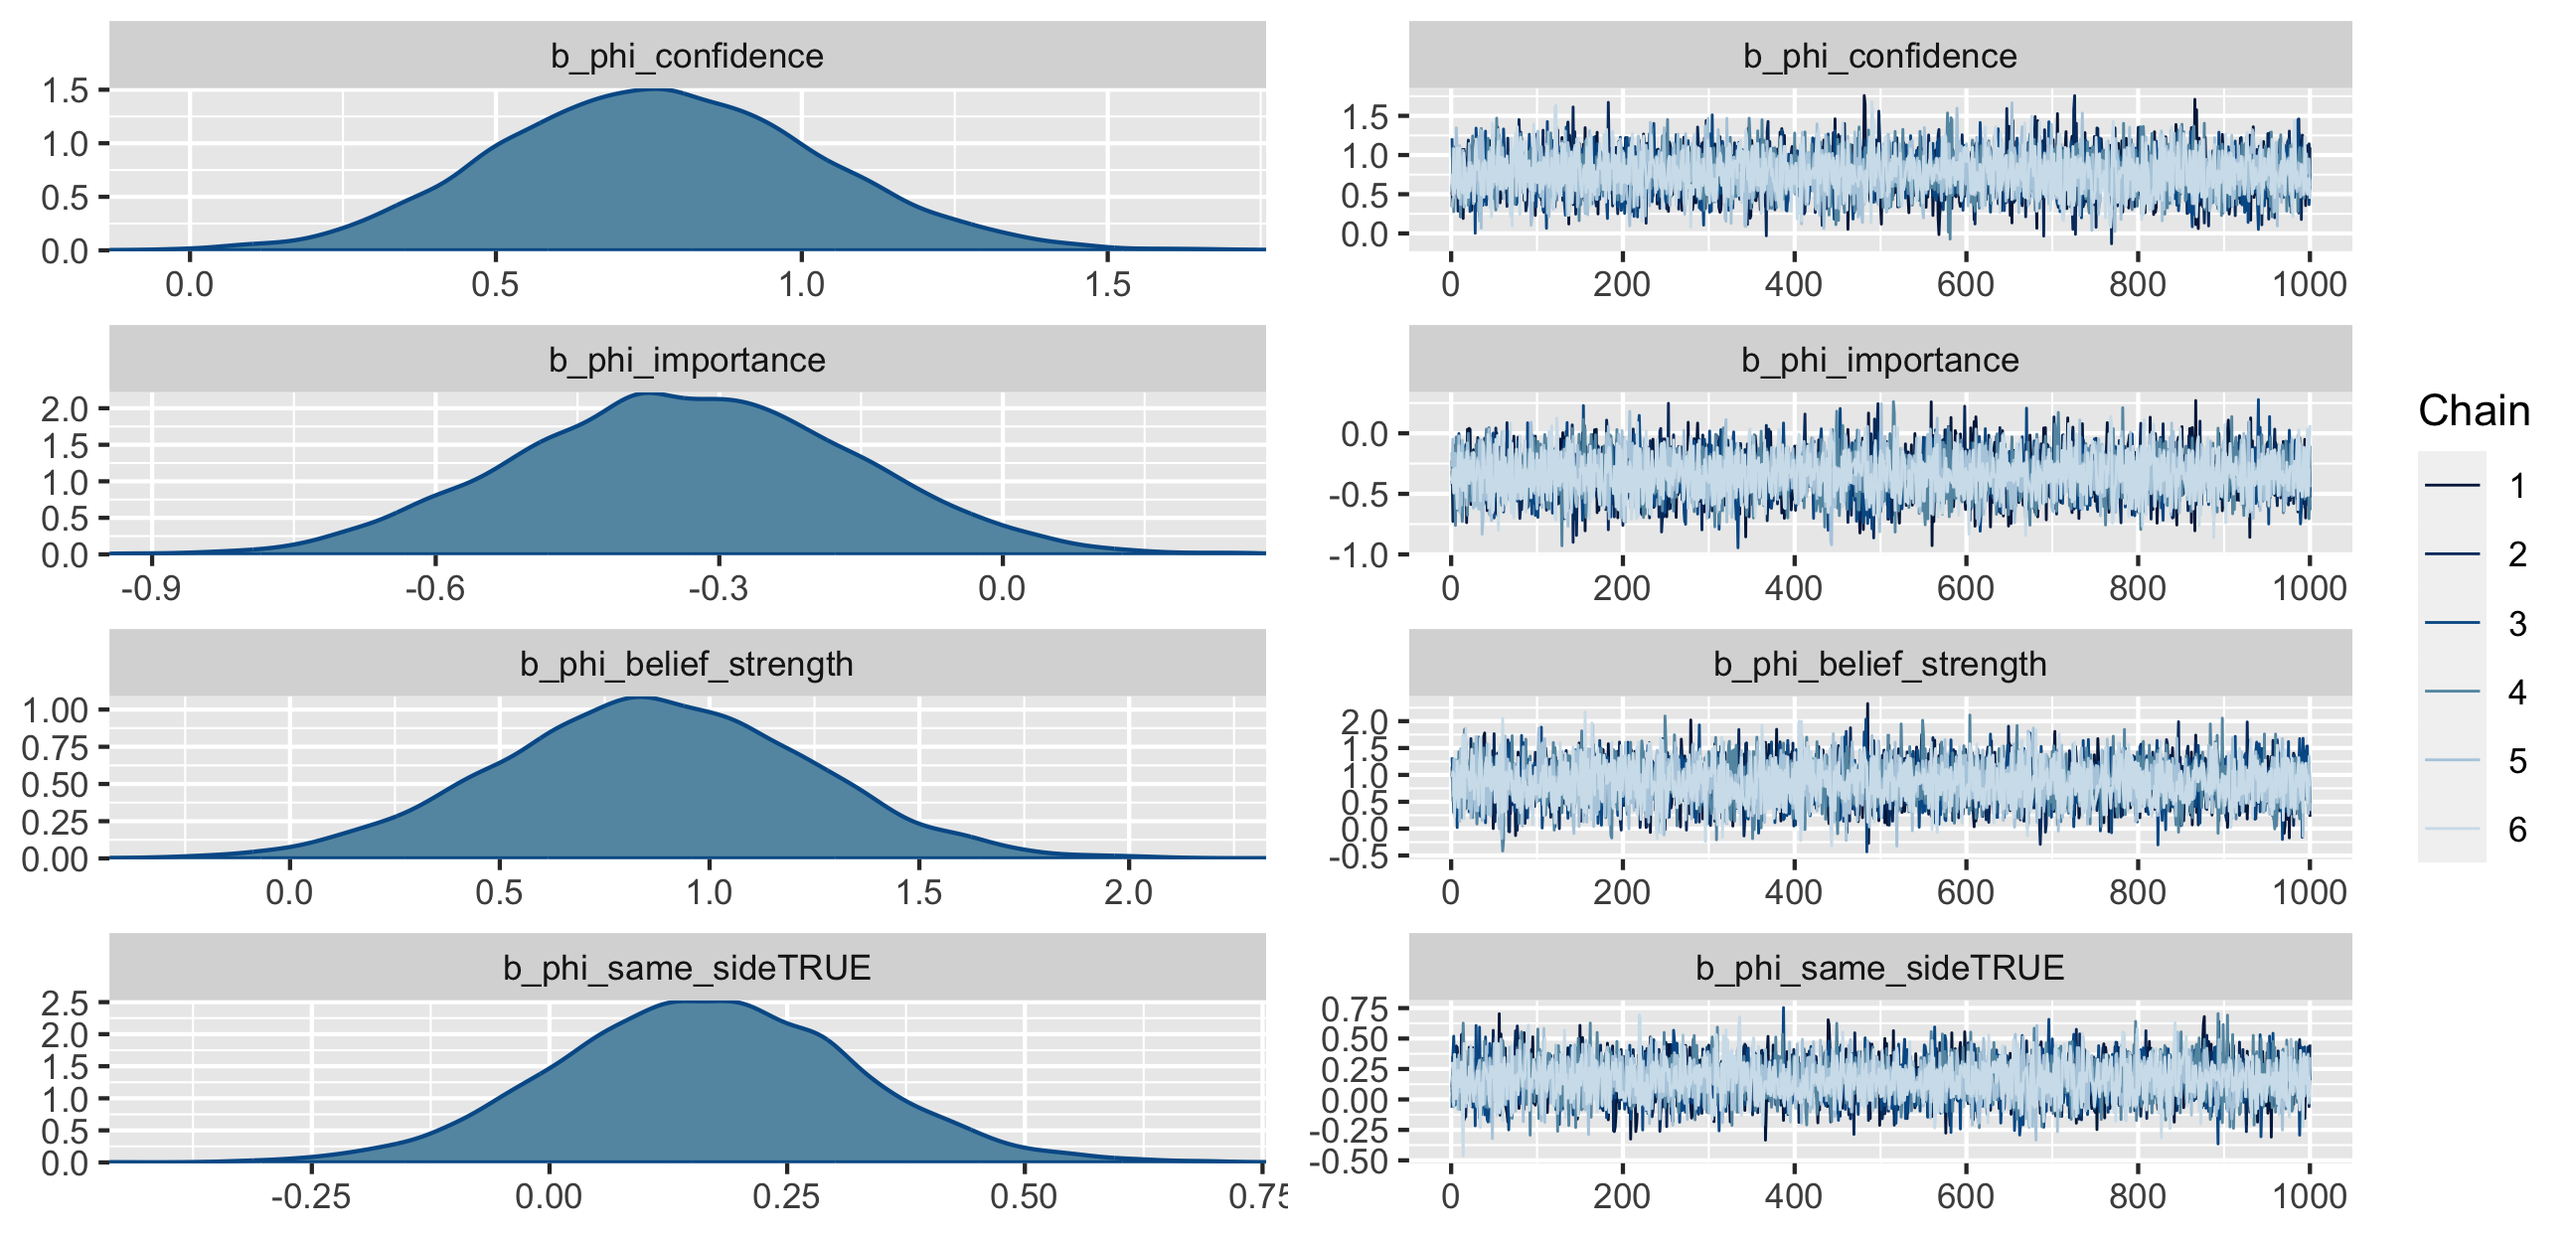 b_phi_confidence
1.5
1.0
0.5
0.0
0.0 0.5 1.0 1.5
b_phi_confidence
1.5
1.0
0.5
0.0
0 200 400 600 800 1000
b_phi_importance
2.0
1.5
1.0
0.5
0.0
-0.9 -0.6 -0.3 0.0
b_phi_importance
0.0
-0.5
-1.0
0 200 400 600 800 1000
b_phi_belief_strength
1.00
0.75
0.50
0.25
0.00
0.0 0.5 1.0 1.5 2.0
b_phi_belief_strength
2.0
1.5
1.0
0.5
0.0
-0.5
0 200 400 600 800 1000
b_phi_same_sideTRUE
2.5
2.0
1.5
1.0
0.5
0.0
-0.25 0.00 0.25 0.50 0.75
b_phi_same_sideTRUE
0.75
0.50
0.25
0.00
-0.25
-0.50
0 200 400 600 800 1000
Chain
1
2
3
4
5
6